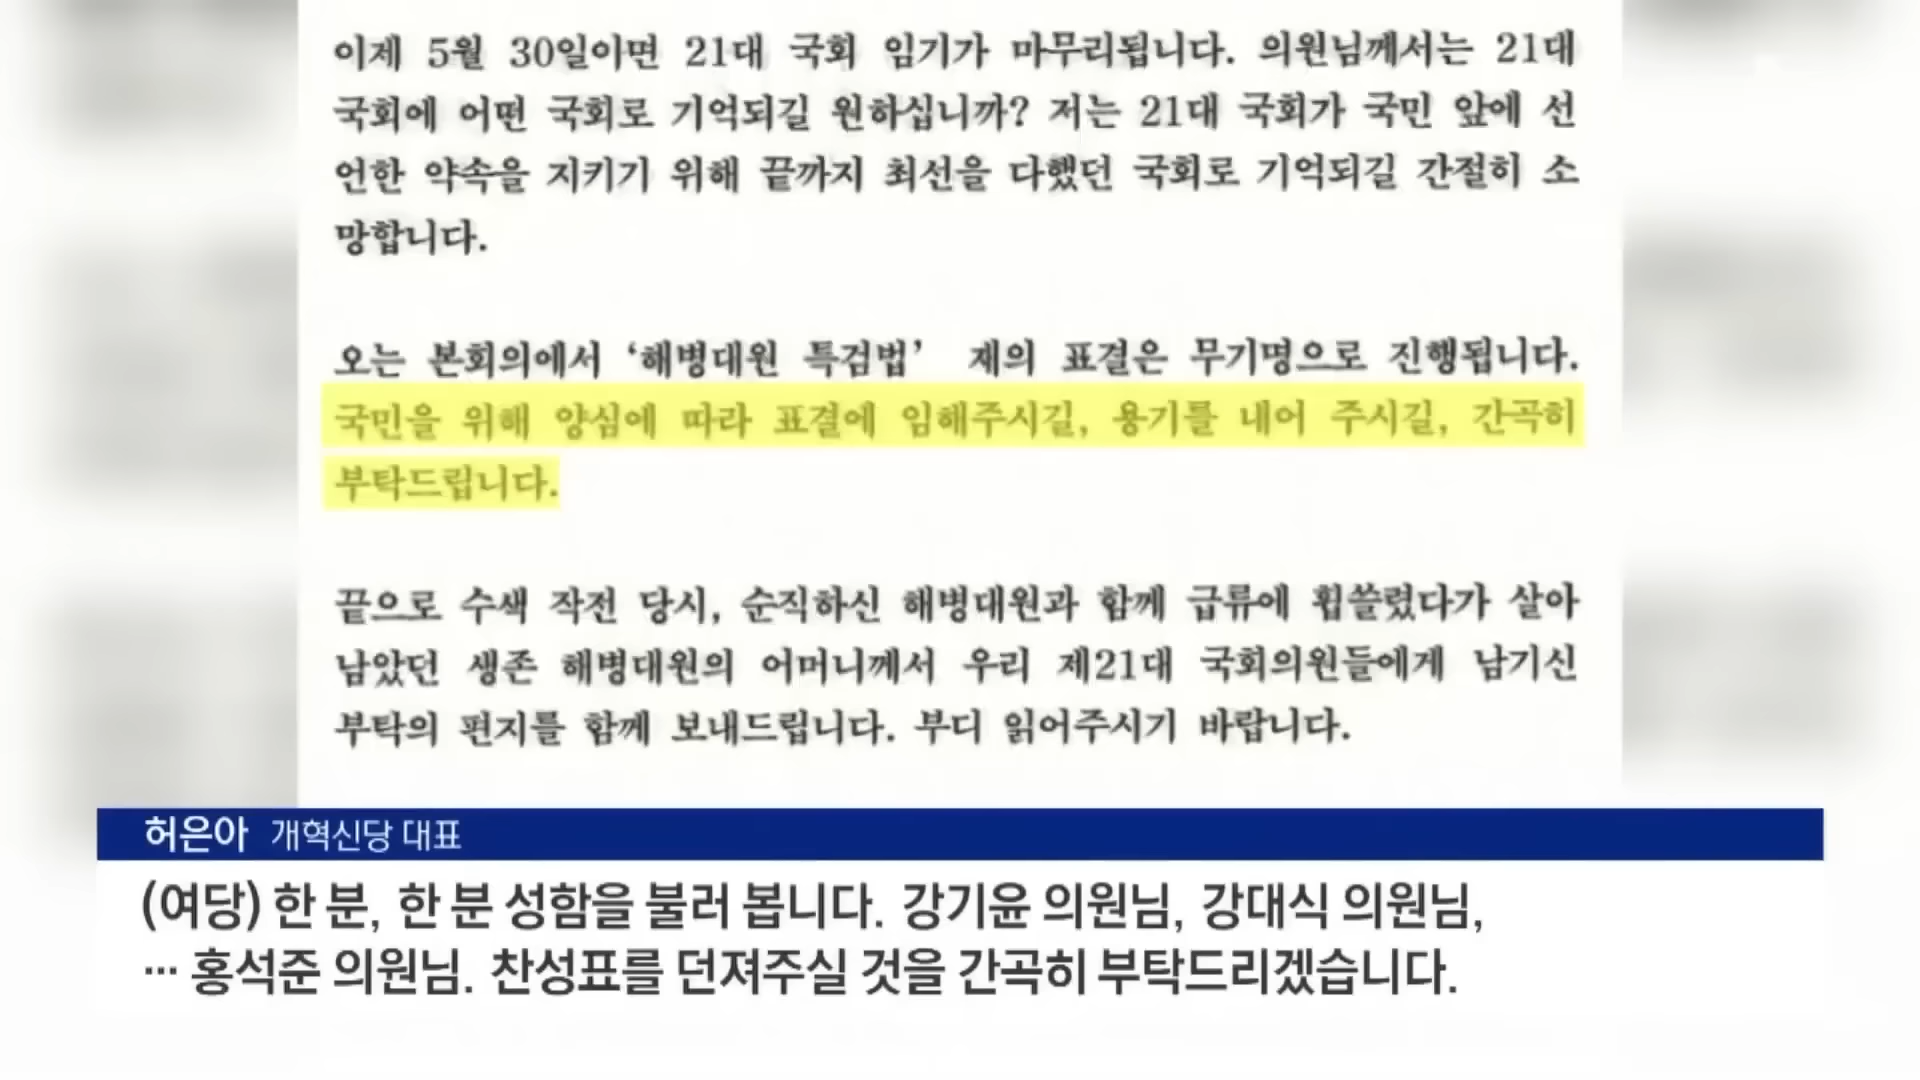 이제 5월 30일이면 21대 국회 임기가 마무리됩니다. 의원님께서는 21대
국회에 어떤 국회로 기억되길 원하십니까? 저는 21대 국회가 국민 앞에 선
언한 약속을 지키기 위해 끝까지 최선을 다했던 국회로 기억되길 간절히 소
망합니다.
오는 본회의에서 ‘해병대원 특검법’ 재의 표결은 무기명으로 진행됩니다.
국민을 위해 양심에 따라 표결에 임해주시길, 용기를 내어 주시길, 간곡히
부탁드립니다.
끝으로 수색 작전 당시, 순직하신 해병대원과 함께 급류에 휩쓸렸다가 살아
남았던 생존 해병대원의 어머니께서 우리 제21대 국회의원들에게 남기신
부탁의 편지를 함께 보내드립니다. 부디 읽어주시기 바랍니다.
허은아 개혁신당 대표
(여당) 한 분, 한 분 성함을 불러 봅니다. 강기윤 의원님, 강대식 의원님,
… 홍석준 의원님. 찬성표를 던져주실 것을 간곡히 부탁드리겠습니다.